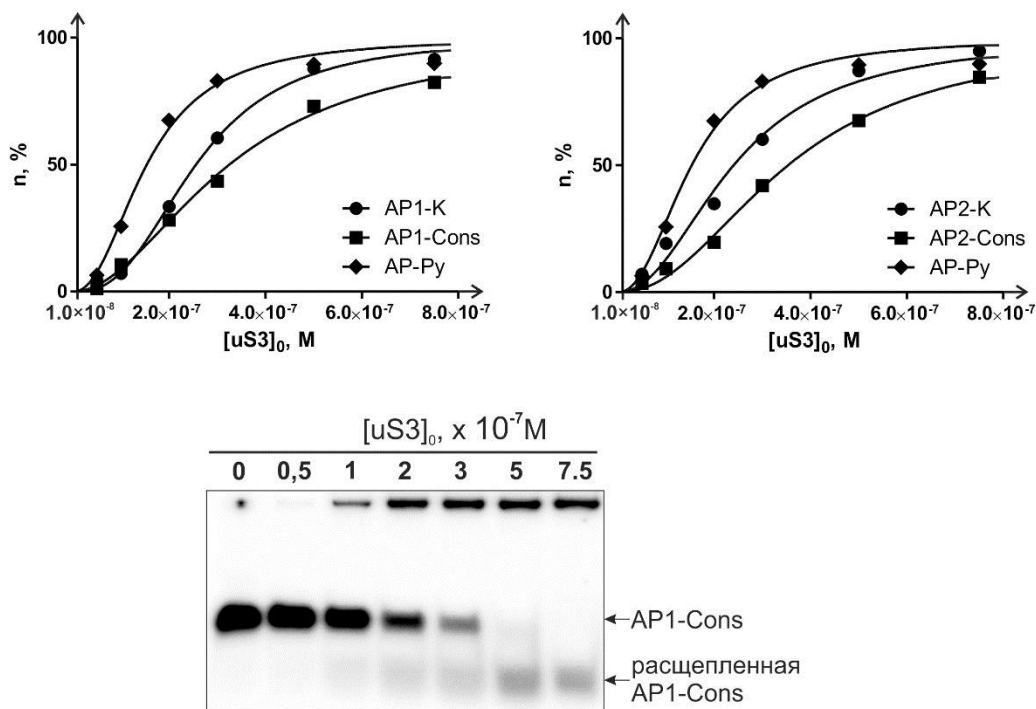 100
50
0
n, %
AP1-K
AP1-Cons
AP-Py
1.0×10⁻⁸ 2.0×10⁻⁷ 4.0×10⁻⁷ 6.0×10⁻⁷ 8.0×10⁻⁷
[uS3]₀, M
100
50
0
n, %
AP2-K
AP2-Cons
AP-Py
1.0×10⁻⁸ 2.0×10⁻⁷ 4.0×10⁻⁷ 6.0×10⁻⁷ 8.0×10⁻⁷
[uS3]₀, M
[uS3]₀, x 10⁻⁷M
0 0,5 1 2 3 5 7.5
AP1-Cons
расщепленная
AP1-Cons